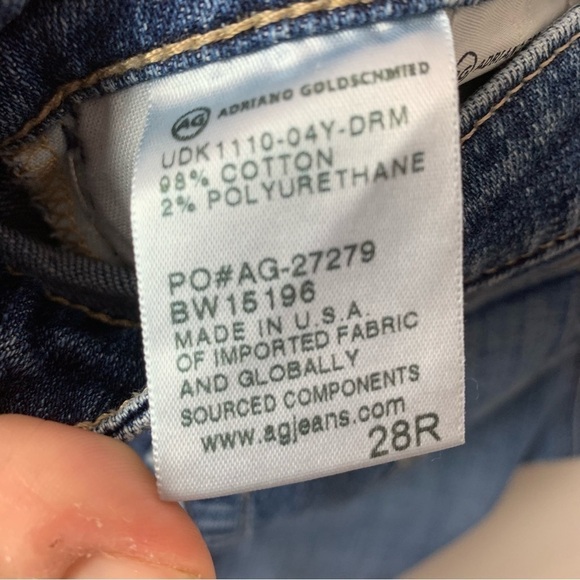 AG ADRIANO GOLDSCHMIED
UDK1110-04Y-DRM
98% COTTON
2% POLYURETHANE
PO#AG-27279
BW15196
MADE IN U.S.A.
OF IMPORTED FABRIC
AND GLOBALLY
SOURCED COMPONENTS
www.agjeans.com
28R